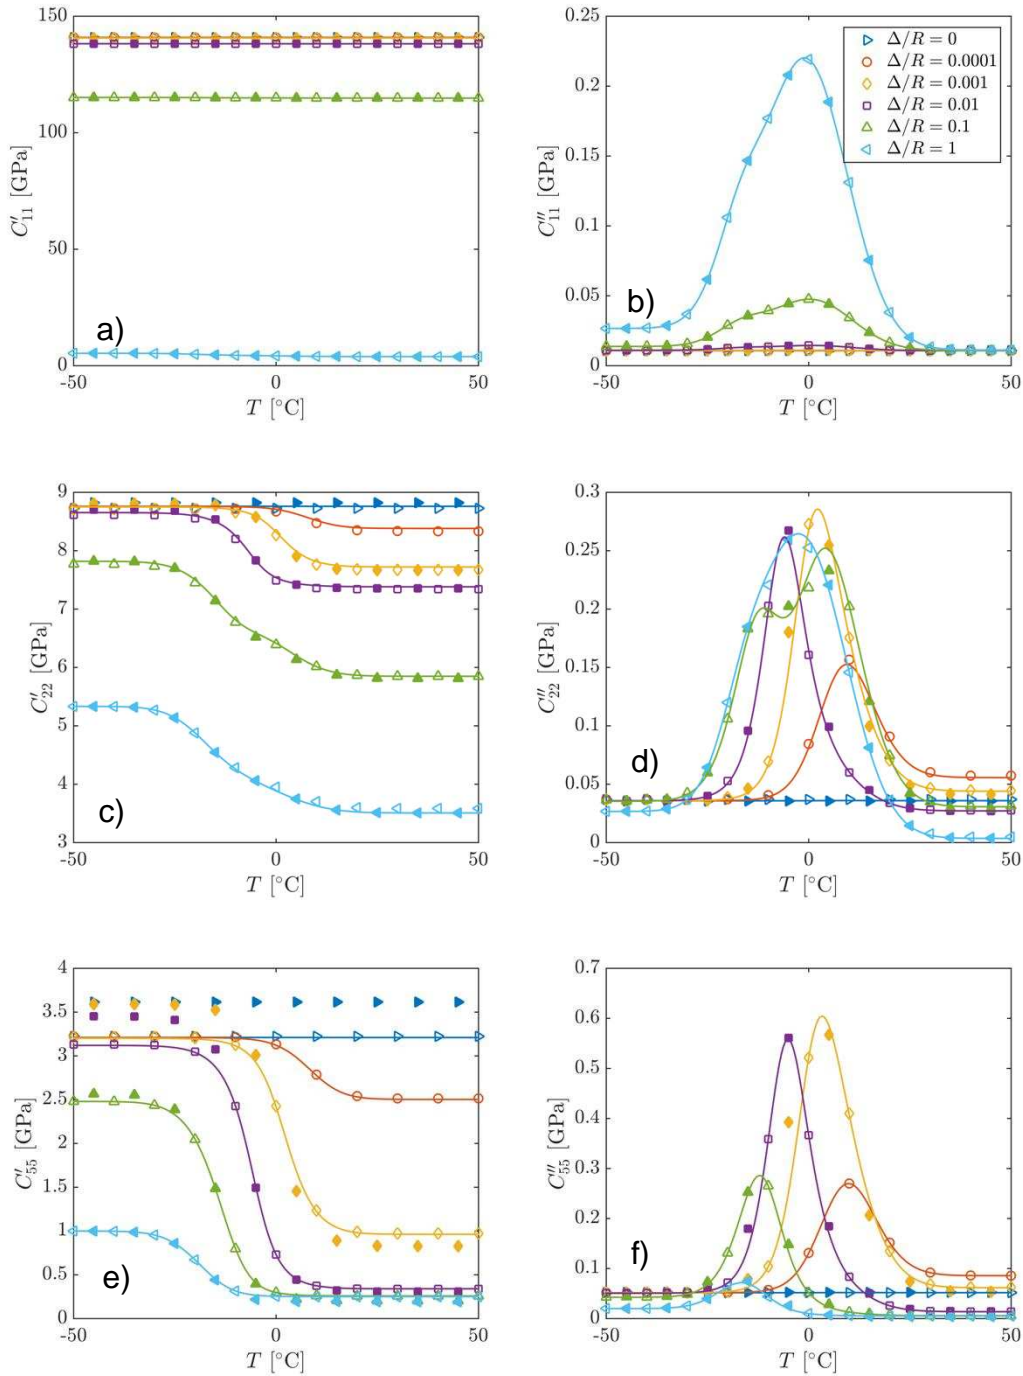 150
100
50
0
-50
0
50
C′₁₁ [GPa]
T [°C]
a)
0.25
0.2
0.15
0.1
0.05
0
-50
0
50
C″₁₁ [GPa]
T [°C]
b)
Δ/R = 0
Δ/R = 0.0001
Δ/R = 0.001
Δ/R = 0.01
Δ/R = 0.1
Δ/R = 1
9
8
7
6
5
4
3
-50
0
50
C′₂₂ [GPa]
T [°C]
c)
0.3
0.25
0.2
0.15
0.1
0.05
0
-50
0
50
C″₂₂ [GPa]
T [°C]
d)
4
3.5
3
2.5
2
1.5
1
0.5
0
-50
0
50
C′₅₅ [GPa]
T [°C]
e)
0.7
0.6
0.5
0.4
0.3
0.2
0.1
0
-50
0
50
C″₅₅ [GPa]
T [°C]
f)